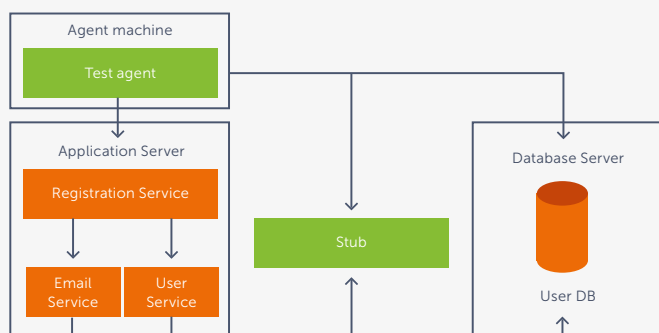 Agent machine
Test agent
Application Server
Database Server
Registration Service
Stub
Email
Service
User
Service
User DB